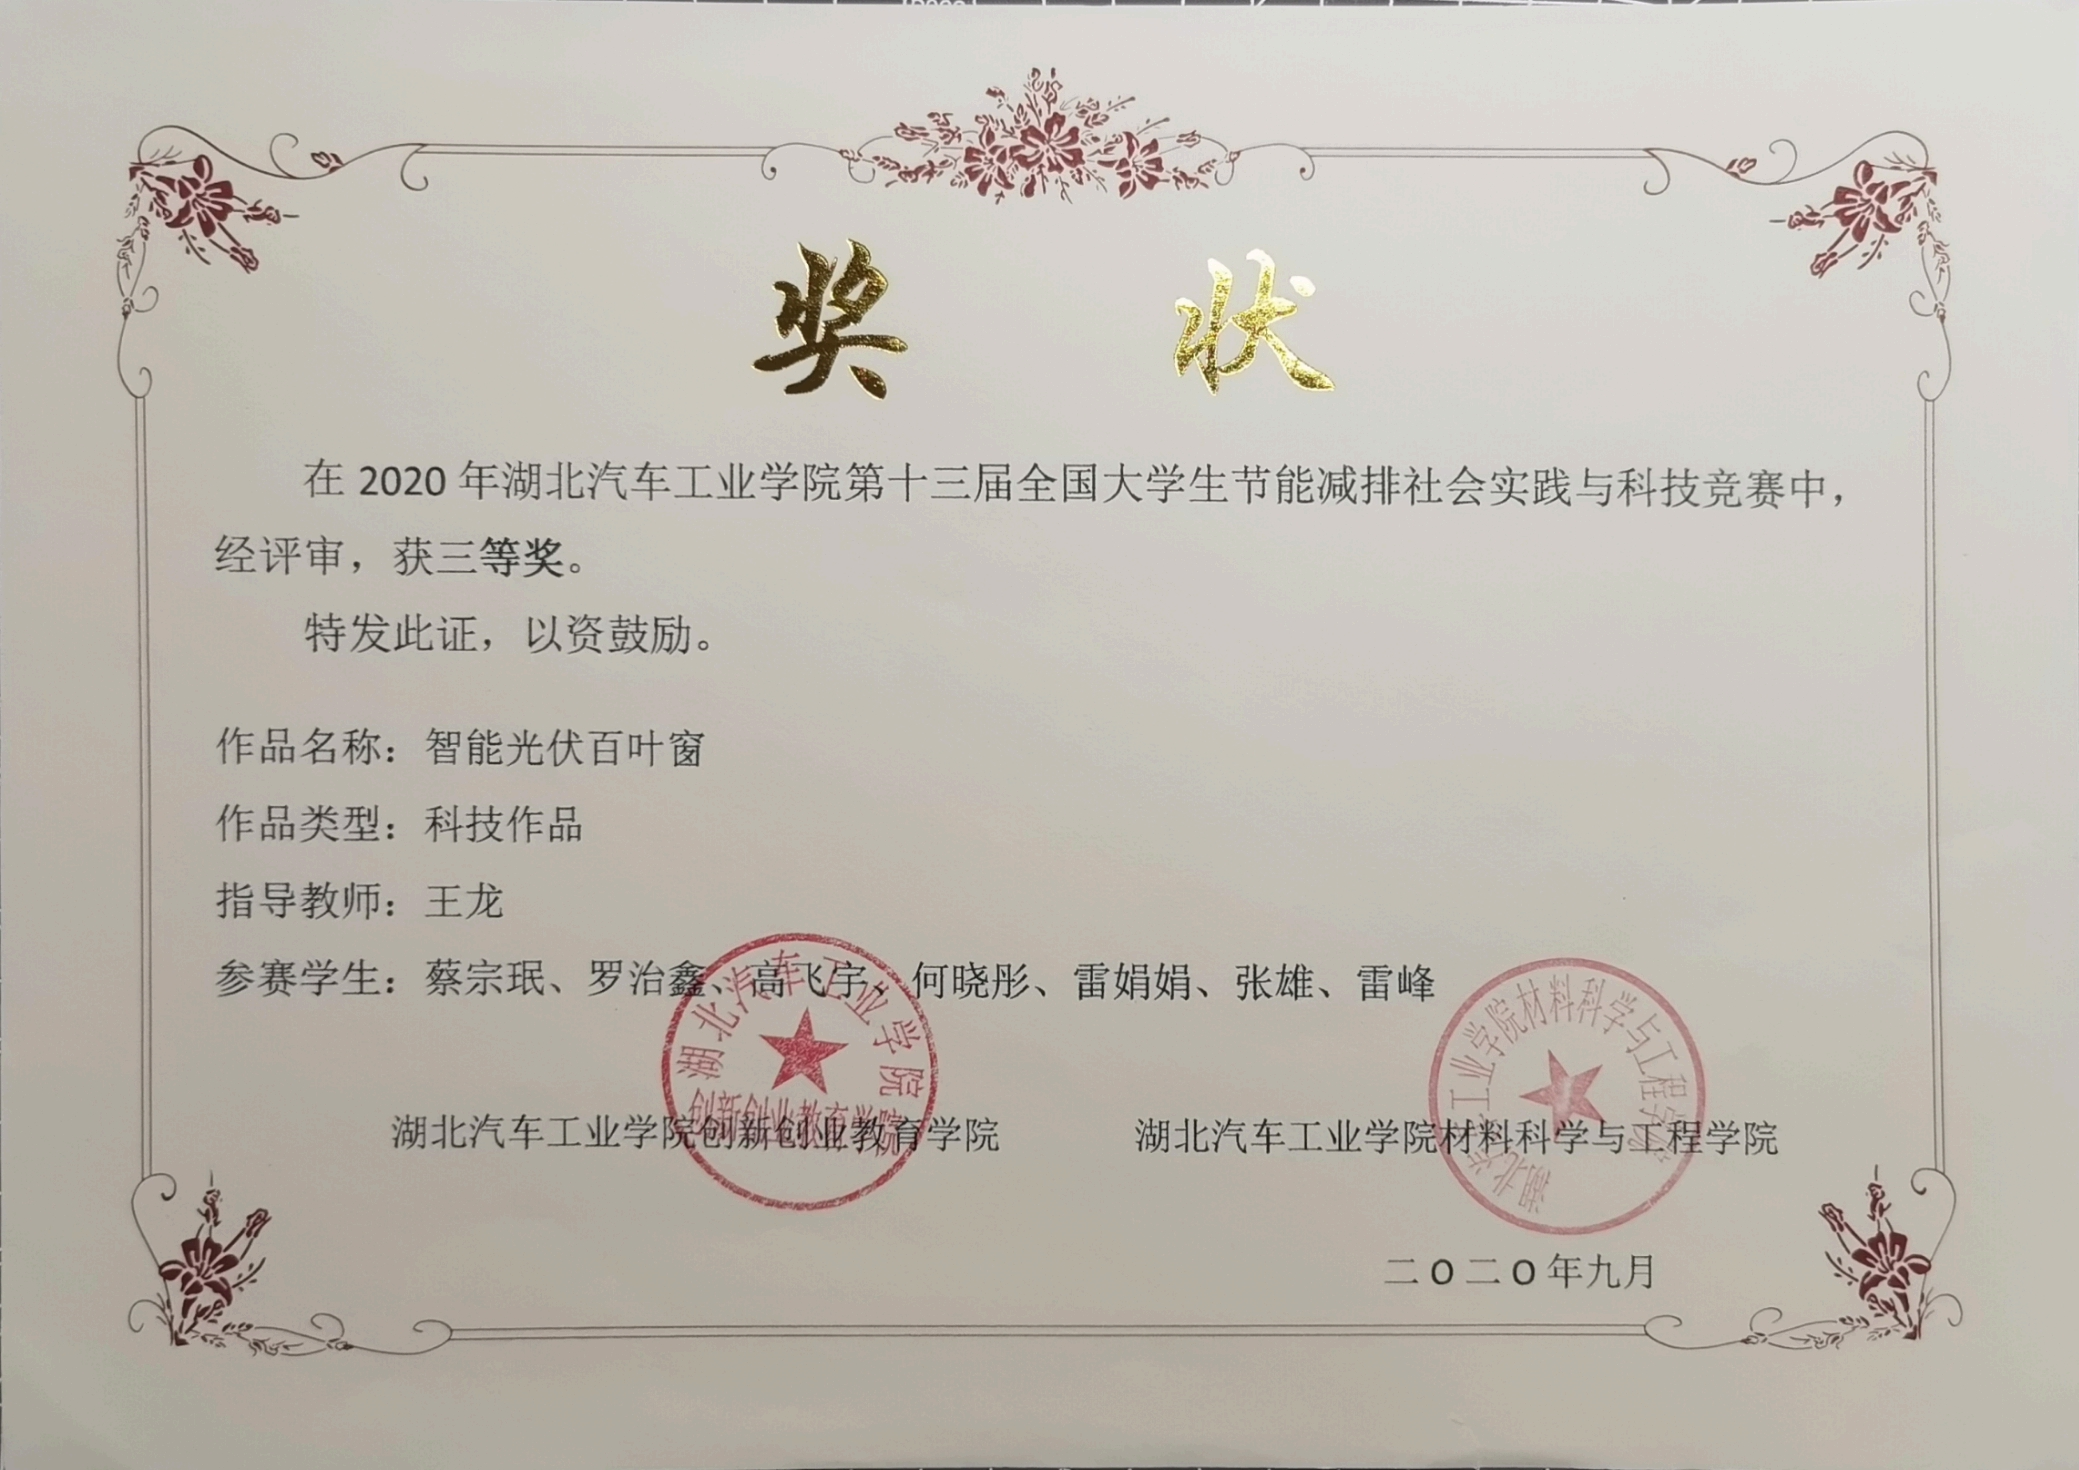 奖 状
在 2020 年湖北汽车工业学院第十三届全国大学生节能减排社会实践与科技竞赛中，
经评审，获三等奖。
特发此证，以资鼓励。
作品名称：智能光伏百叶窗
作品类型：科技作品
指导教师：王龙
参赛学生：蔡宗珉、罗治鑫、高飞宇、何晓彤、雷娟娟、张雄、雷峰
湖北汽车工业学院
创新创业教育学院
湖北汽车工业学院材料科学与工程学院
湖北汽车工业学院创新创业教育学院 湖北汽车工业学院材料科学与工程学院
二〇二〇年九月